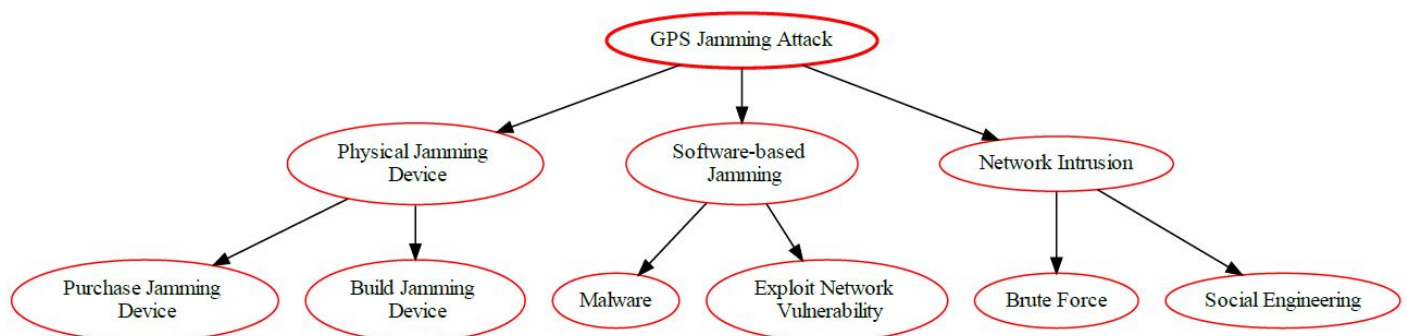 GPS Jamming Attack
Physical Jamming
Device
Software-based
Jamming
Network Intrusion
Purchase Jamming
Device
Build Jamming
Device
Malware
Exploit Network
Vulnerability
Brute Force
Social Engineering